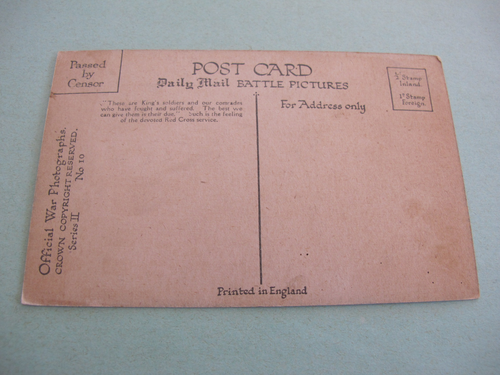 Passed
by
Censor
POST CARD
Daily Mail BATTLE PICTURES
½ᵈ Stamp
Inland.
1ᵈ Stamp
Foreign
"These are King's soldiers and our comrades
who have fought and suffered. The best we
can give them is their due." Such is the feeling
of the devoted Red Cross service.
For Address only
Official War Photographs.
CROWN COPYRIGHT RESERVED.
Series II. No 10
Printed in England